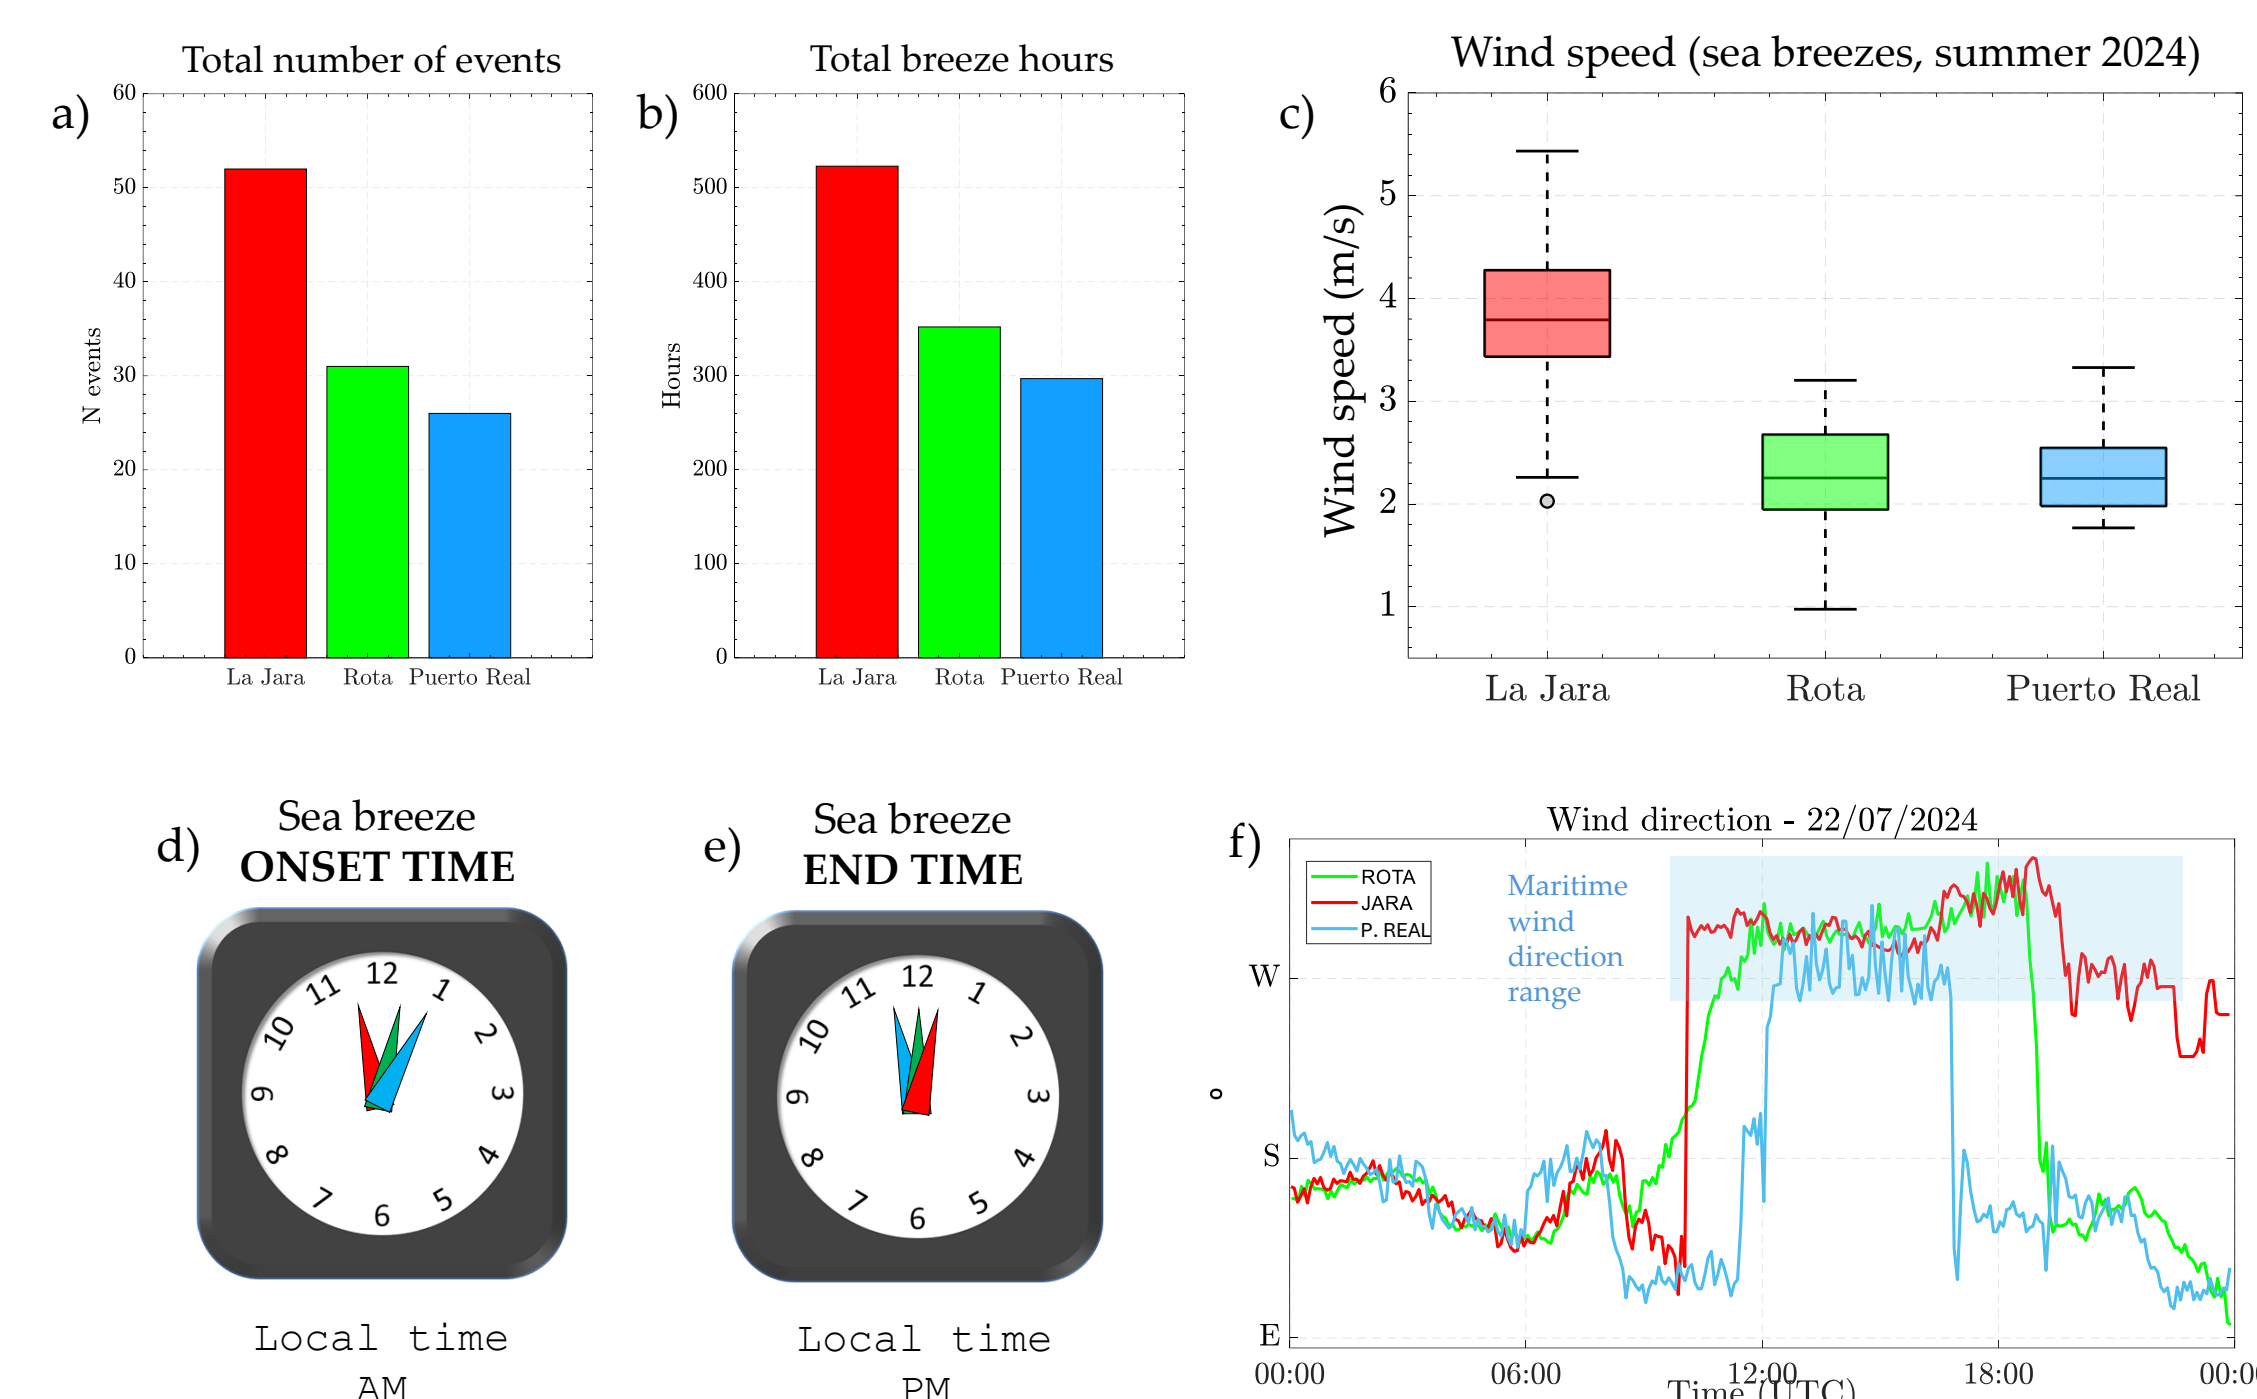 Total number of events
a)
60
50
40
30
20
10
0
N events
La Jara Rota Puerto Real
Total breeze hours
b)
600
500
400
300
200
100
0
Hours
La Jara Rota Puerto Real
Wind speed (sea breezes, summer 2024)
c)
6
5
4
3
2
1
Wind speed (m/s)
La Jara Rota Puerto Real
d)
Sea breeze
ONSET TIME
12
1
2
3
4
5
6
7
8
9
10
11
Local time
AM
e)
Sea breeze
END TIME
12
1
2
3
4
5
6
7
8
9
10
11
Local time
PM
f)
Wind direction - 22/07/2024
ROTA
JARA
P. REAL
Maritime
wind
direction
range
W
S
E
°
00:00 06:00 12:00 18:00 00:0
Time (UTC)